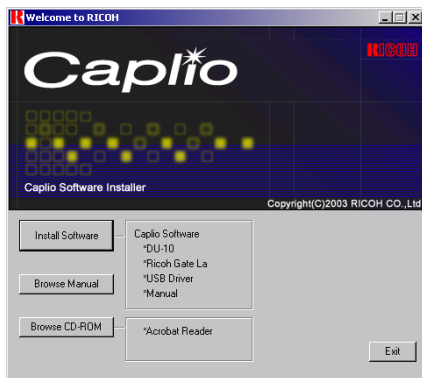 Welcome to RICOH
RICOH
Caplio
Caplio Software Installer
Copyright(C)2003 RICOH CO.,Ltd
Install Software
Caplio Software
*DU-10
*Ricoh Gate La
*USB Driver
*Manual
Browse Manual
Browse CD-ROM
*Acrobat Reader
Exit